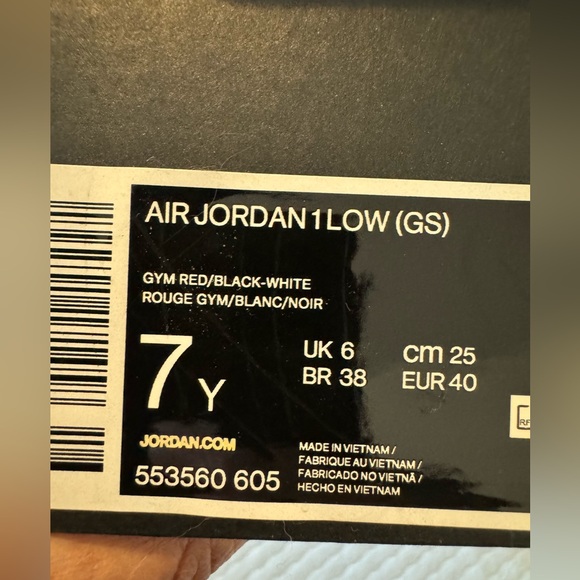 AIR JORDAN 1 LOW (GS)
GYM RED/BLACK-WHITE
ROUGE GYM/BLANC/NOIR
7 Y
UK 6 cm 25
BR 38 EUR 40
JORDAN.COM
553560 605
MADE IN VIETNAM /
FABRIQUE AU VIETNAM /
FABRICADO NO VIETNÃ /
HECHO EN VIETNAM